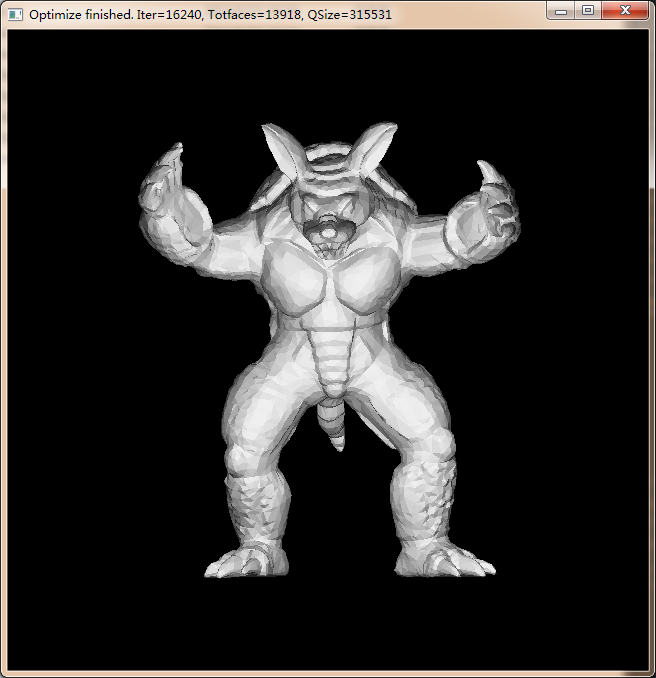 Optimize finished. Iter=16240, Totfaces=13918, QSize=315531